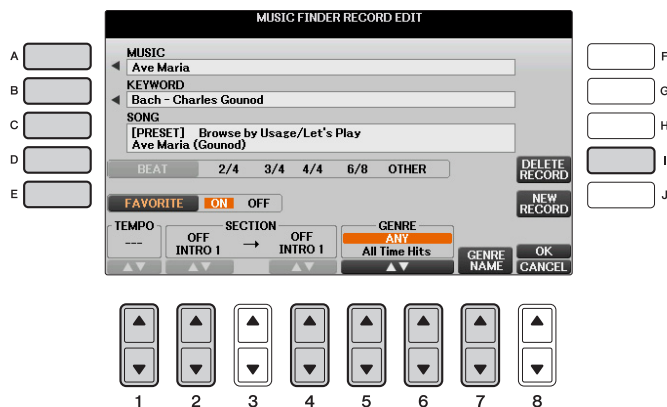 MUSIC FINDER RECORD EDIT
A
MUSIC
F
Ave Maria
KEYWORD
B
G
Bach - Charles Gounod
SONG
C
[PRESET] Browse by Usage/Let's Play
H
Ave Maria (Gounod)
D
BEAT 2/4 3/4 4/4 6/8 OTHER
DELETE
RECORD
I
E
FAVORITE ON OFF
NEW
RECORD
J
TEMPO SECTION GENRE
--- OFF → OFF ANY
INTRO 1 INTRO 1 All Time Hits
GENRE
NAME
OK
CANCEL
1 2 3 4 5 6 7 8